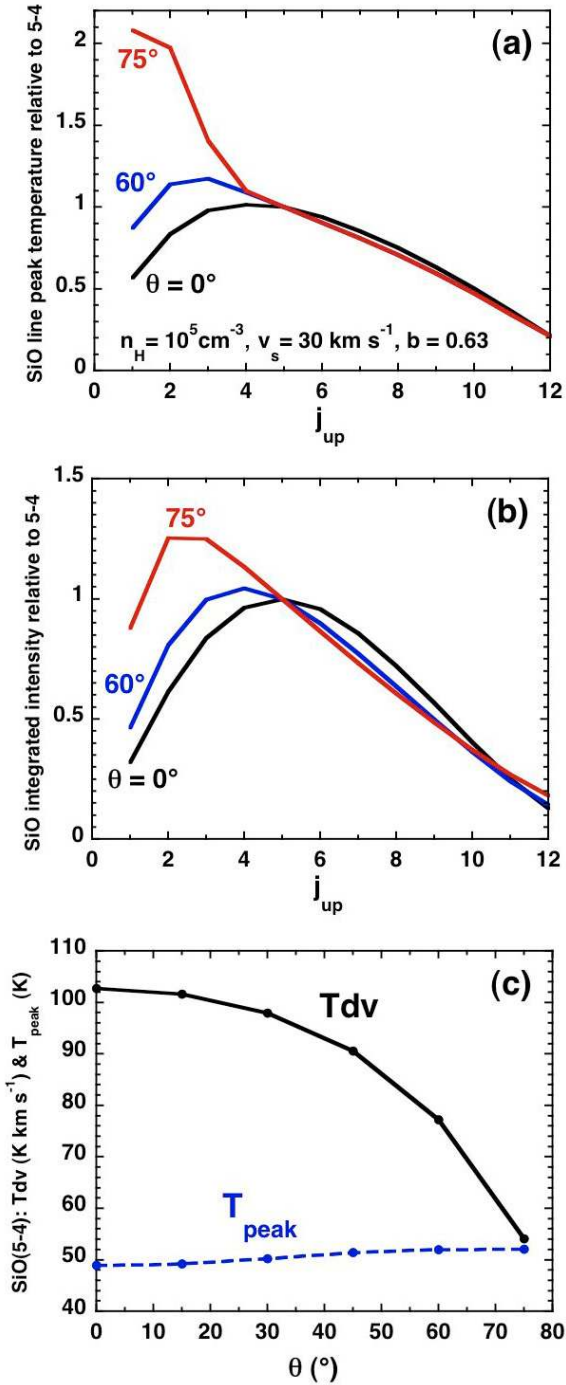 SiO line peak temperature relative to 5-4
(a)
2
1.5
1
0.5
0
75°
60°
θ = 0°
n_H = 10^5 cm^-3, v_s = 30 km s^-1, b = 0.63
0 2 4 6 8 10 12
j_up
SiO integrated intensity relative to 5-4
(b)
1.5
1
0.5
0
75°
60°
θ = 0°
0 2 4 6 8 10 12
j_up
SiO(5-4): Tdv (K km s^-1) & T_peak (K)
(c)
110
100
90
80
70
60
50
40
Tdv
T_peak
0 10 20 30 40 50 60 70 80
θ (°)